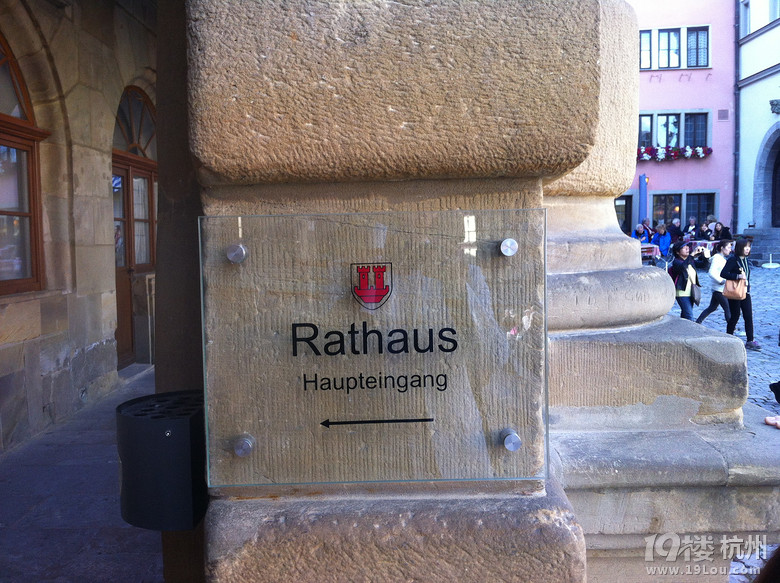 Rathaus
Haupteingang
19楼 杭州
www.19Lou.com